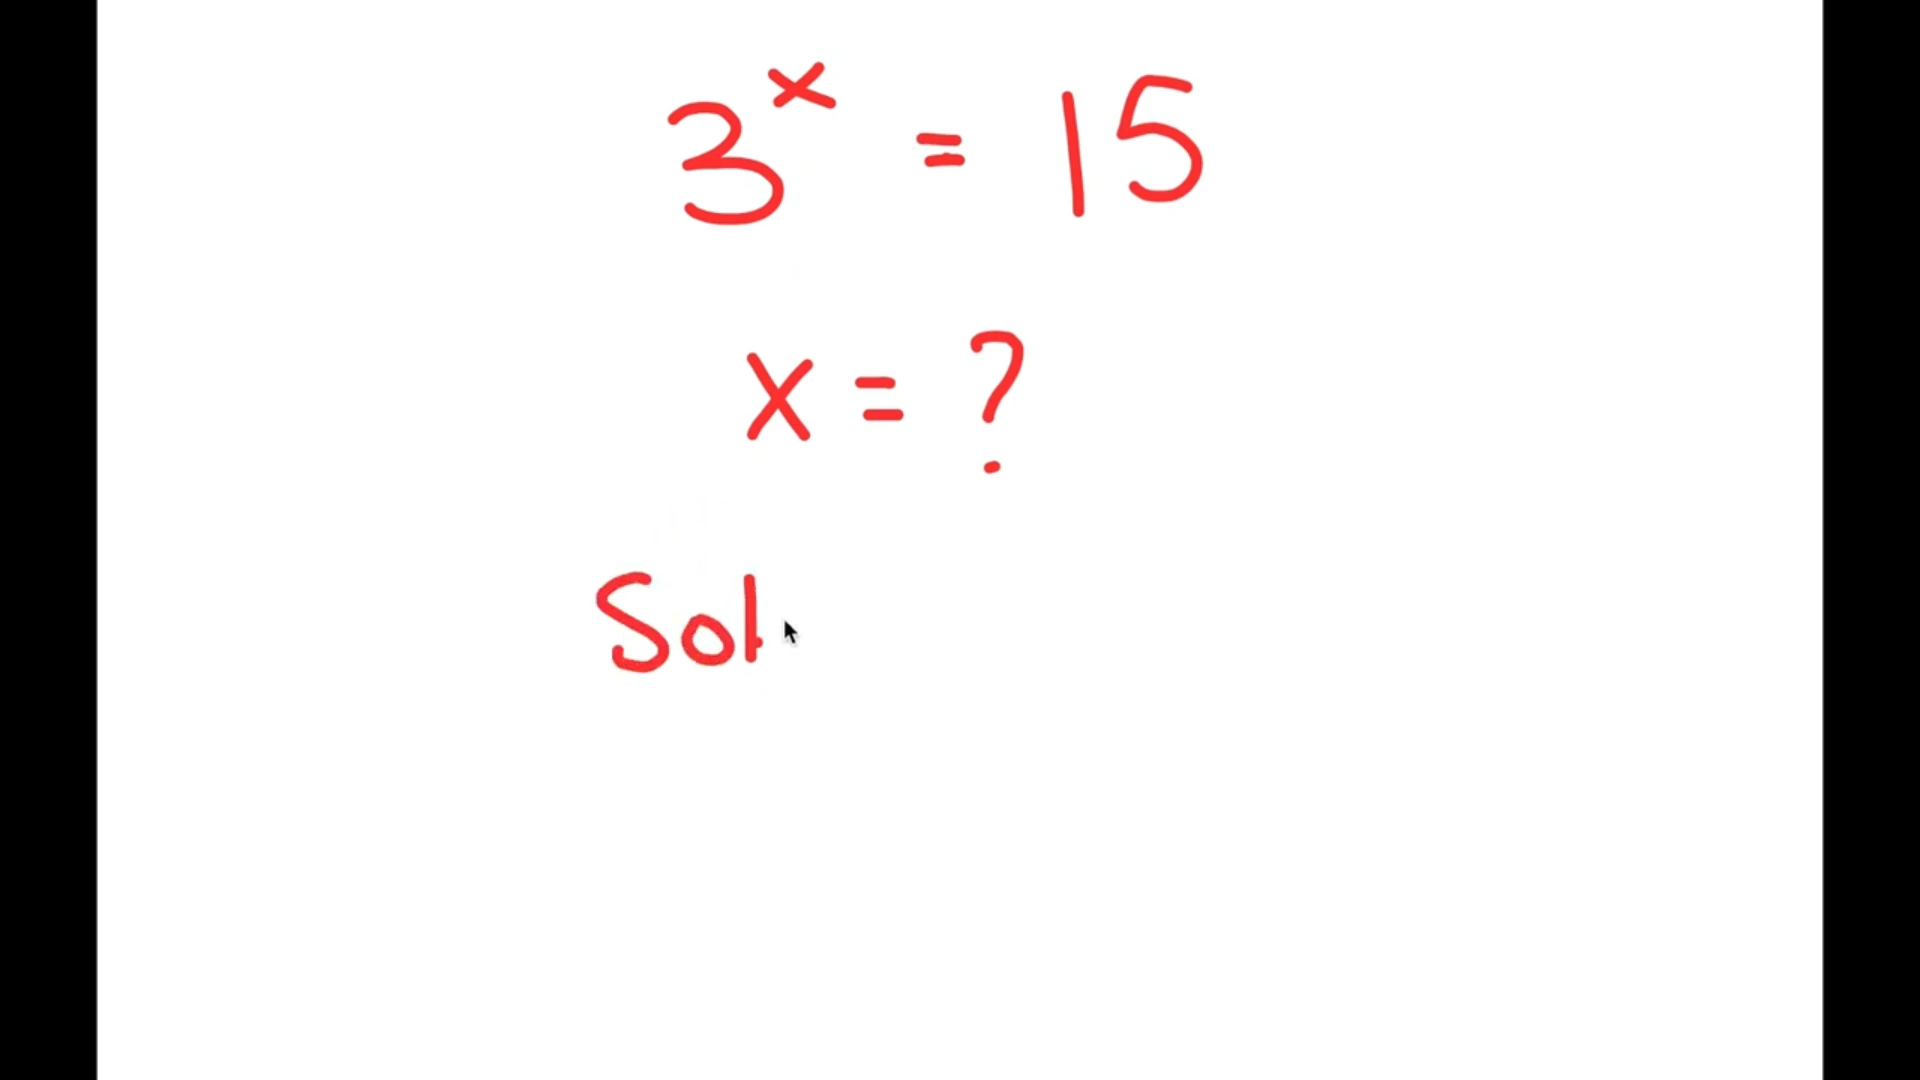 3^x = 15
x = ?
Sol